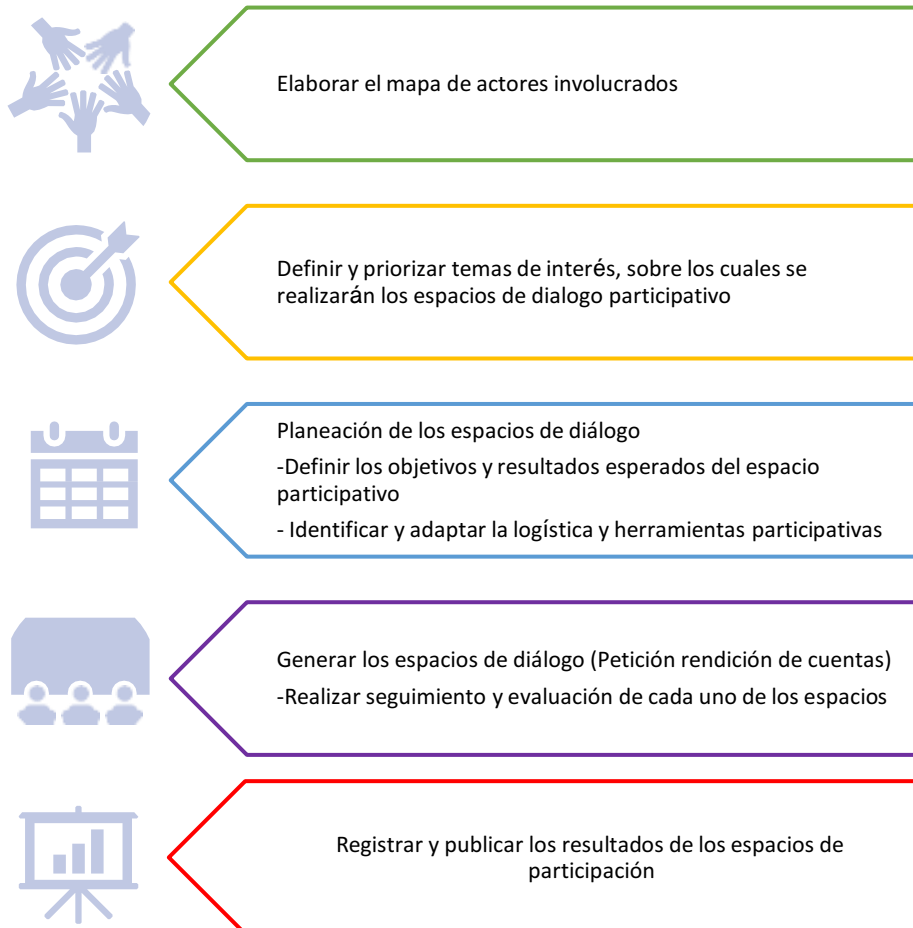 Elaborar el mapa de actores involucrados
Definir y priorizar temas de interés, sobre los cuales se
realizarán los espacios de dialogo participativo
Planeación de los espacios de diálogo
-Definir los objetivos y resultados esperados del espacio
participativo
- Identificar y adaptar la logística y herramientas participativas
Generar los espacios de diálogo (Petición rendición de cuentas)
-Realizar seguimiento y evaluación de cada uno de los espacios
Registrar y publicar los resultados de los espacios de
participación